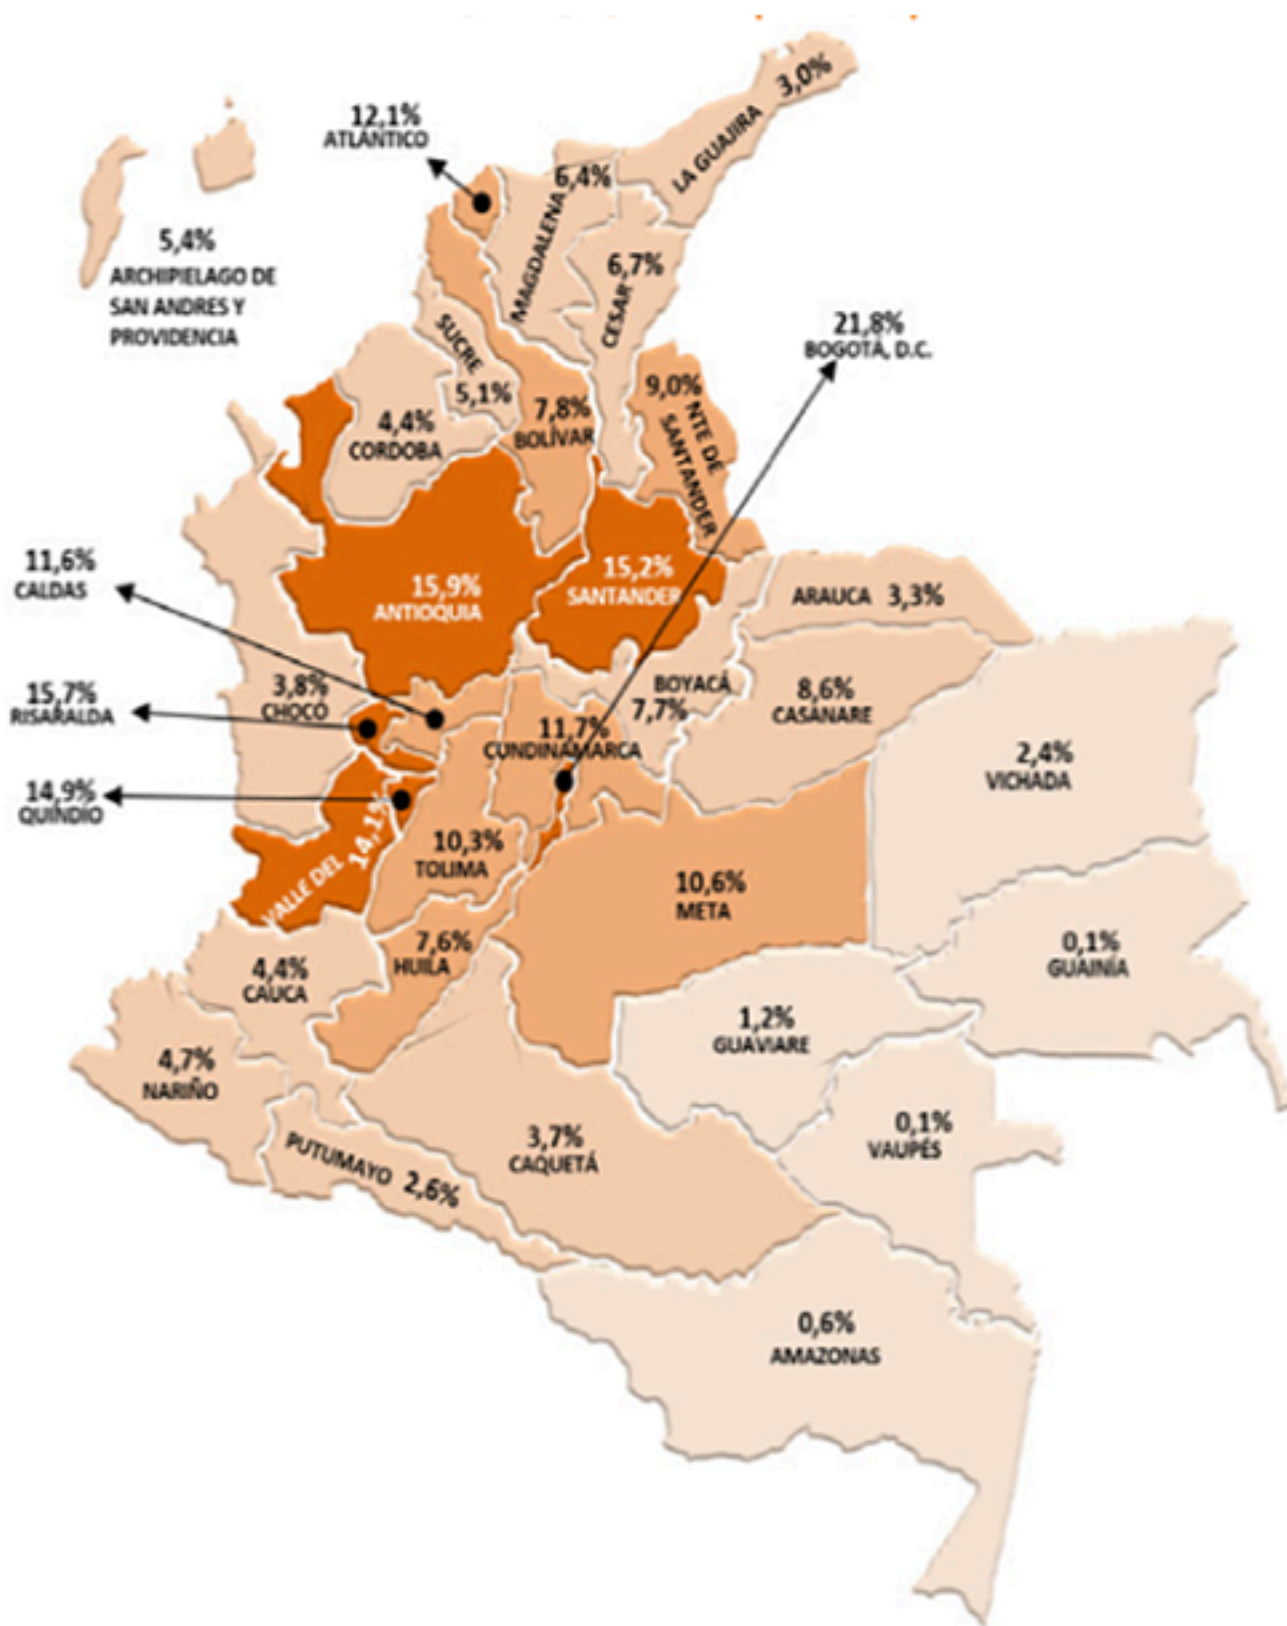 3,0%
LA GUAJIRA
12,1%
ATLÁNTICO
6,4%
MAGDALENA
5,4%
ARCHIPIELAGO DE
SAN ANDRES Y
PROVIDENCIA
6,7%
CESAR
21,8%
BOGOTÁ, D.C.
SUCRE
5,1%
9,0%
NTE DE
SANTANDER
7,8%
BOLÍVAR
4,4%
CORDOBA
11,6%
CALDAS
15,9%
ANTIOQUIA
15,2%
SANTANDER
ARAUCA 3,3%
15,7%
RISARALDA
3,8%
CHOCÓ
BOYACÁ
7,7%
8,6%
CASANARE
11,7%
CUNDINAMARCA
2,4%
VICHADA
14,9%
QUINDÍO
14,1%
VALLE DEL
10,3%
TOLIMA
10,6%
META
7,6%
HUILA
4,4%
CAUCA
0,1%
GUAINÍA
1,2%
GUAVIARE
4,7%
NARIÑO
3,7%
CAQUETÁ
0,1%
VAUPÉS
PUTUMAYO 2,6%
0,6%
AMAZONAS